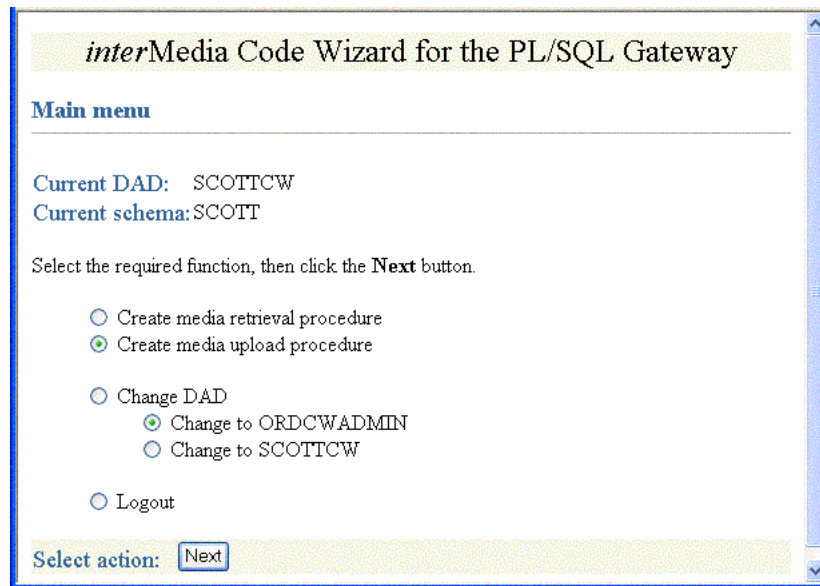 interMedia Code Wizard for the PL/SQL Gateway
Main menu
Current DAD: SCOTTCW
Current schema: SCOTT
Select the required function, then click the Next button.
Create media retrieval procedure
Create media upload procedure
Change DAD
Change to ORDCWADMIN
Change to SCOTTCW
Logout
Select action: Next